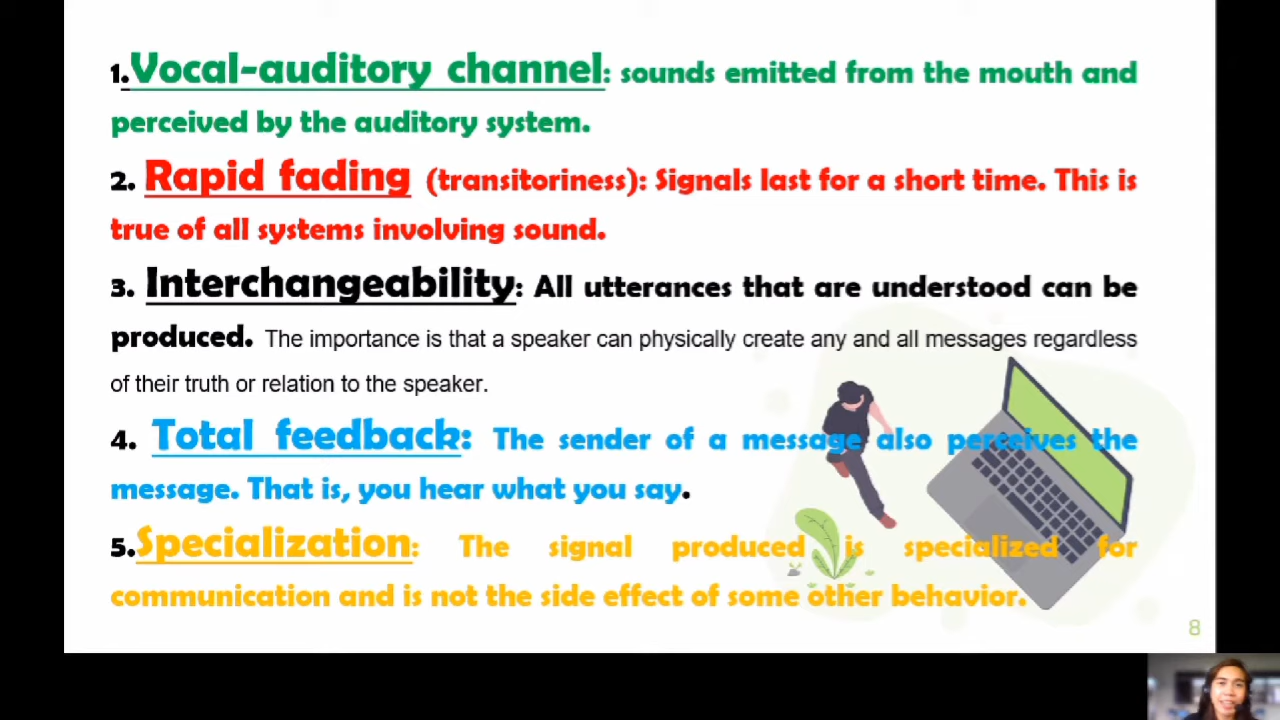 1.Vocal-auditory channel: sounds emitted from the mouth and
perceived by the auditory system.
2. Rapid fading (transitoriness): Signals last for a short time. This is
true of all systems involving sound.
3. Interchangeability: All utterances that are understood can be
produced. The importance is that a speaker can physically create any and all messages regardless
of their truth or relation to the speaker.
4. Total feedback: The sender of a message also perceives the
message. That is, you hear what you say.
5.Specialization: The signal produced is specialized for
communication and is not the side effect of some other behavior.
8